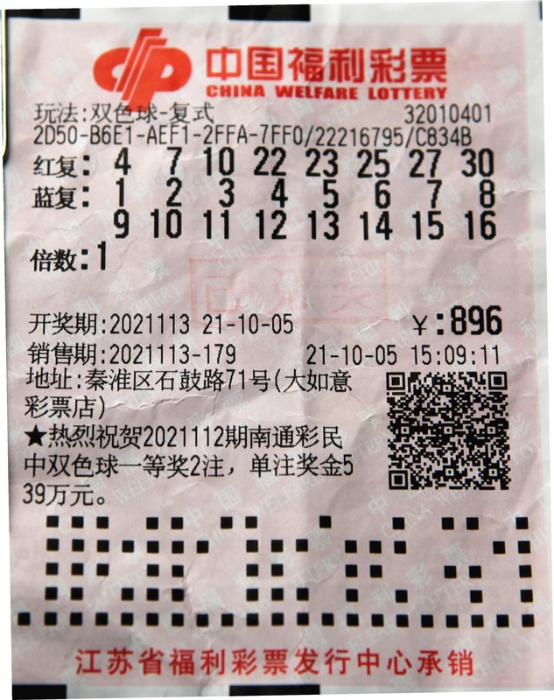 中国福利彩票
CHINA WELFARE LOTTERY
玩法:双色球-复式 32010401
2D50-B6E1-AEF1-2FFA-7FF0/22216795/C834B
红复: 4 7 10 22 23 25 27 30
蓝复: 1 2 3 4 5 6 7 8
9 10 11 12 13 14 15 16
倍数:1
开奖期:2021113 21-10-05 ￥:896
销售期:2021113-179 21-10-05 15:09:11
地址:秦淮区石鼓路71号(大如意
彩票店)
★热烈祝贺2021112期南通彩民
中双色球一等奖2注，单注奖金5
39万元。
江苏省福利彩票发行中心承销